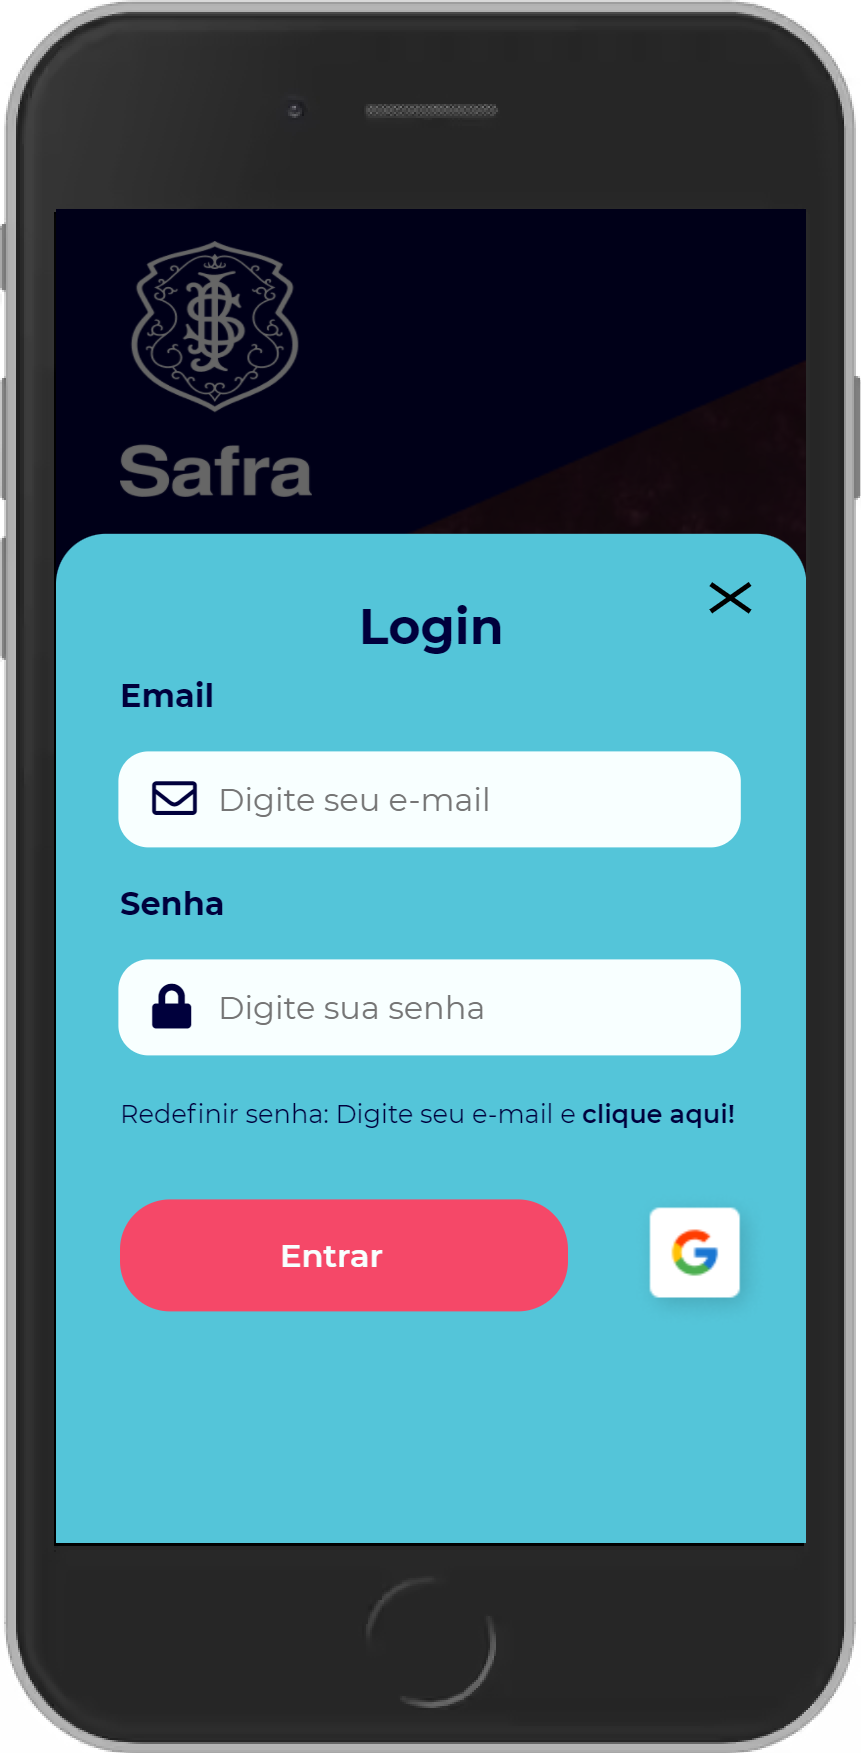 Safra
Login
Email
Digite seu e-mail
Senha
Digite sua senha
Redefinir senha: Digite seu e-mail e clique aqui!
Entrar
G